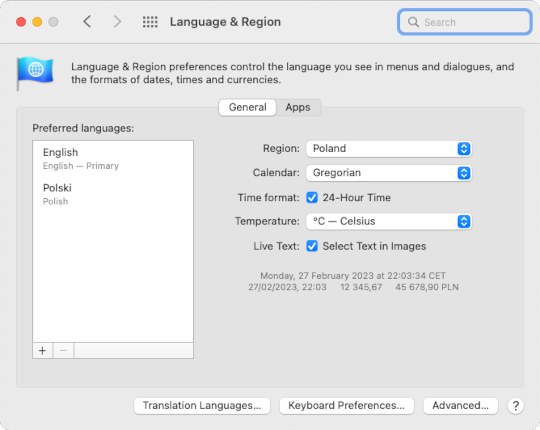 Language & Region
Search
Language & Region preferences control the language you see in menus and dialogues, and
the formats of dates, times and currencies.
General
Apps
Preferred languages:
English
English — Primary
Polski
Polish
Region: Poland
Calendar: Gregorian
Time format: 24-Hour Time
Temperature: °C — Celsius
Live Text: Select Text in Images
Monday, 27 February 2023 at 22:03:34 CET
27/02/2023, 22:03 12 345,67 45 678,90 PLN
+ −
Translation Languages... Keyboard Preferences... Advanced... ?